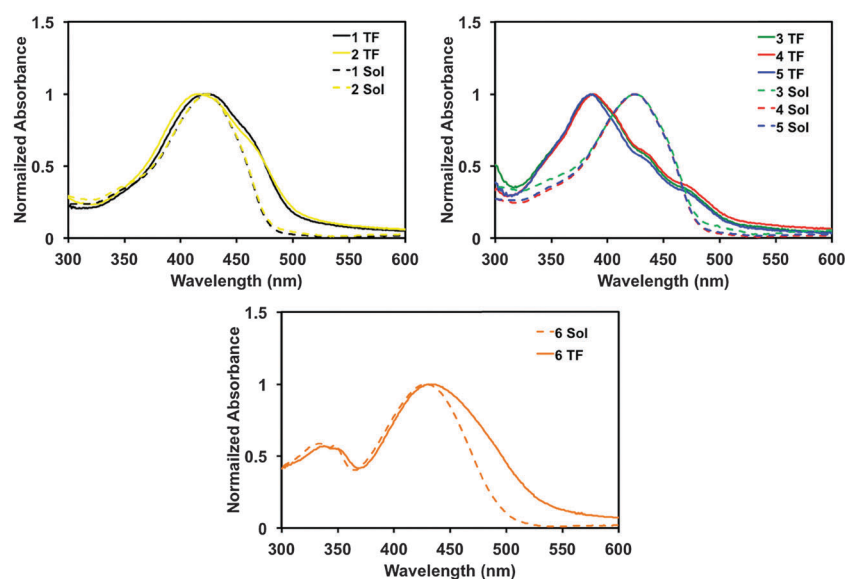 1.5
1
0.5
0
Normailzed Absorbance
300 350 400 450 500 550 600
Wavelength (nm)
1 TF
2 TF
1 Sol
2 Sol
1.5
1
0.5
0
Normailzed Absorbance
300 350 400 450 500 550 600
Wavelength (nm)
3 TF
4 TF
5 TF
3 Sol
4 Sol
5 Sol
1.5
1
0.5
0
Normailzed Absorbance
300 350 400 450 500 550 600
Wavelength (nm)
6 Sol
6 TF